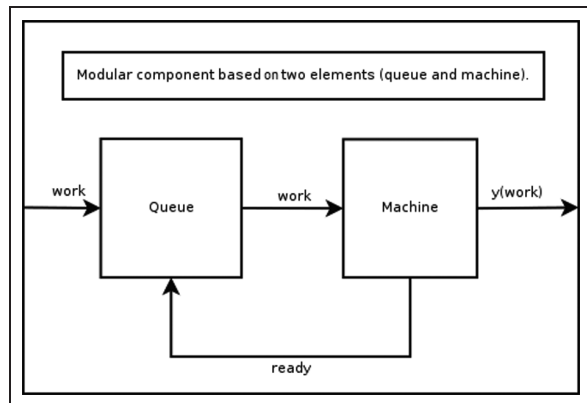 Modular component based on two elements (queue and machine).
work
Queue
work
Machine
y(work)
ready